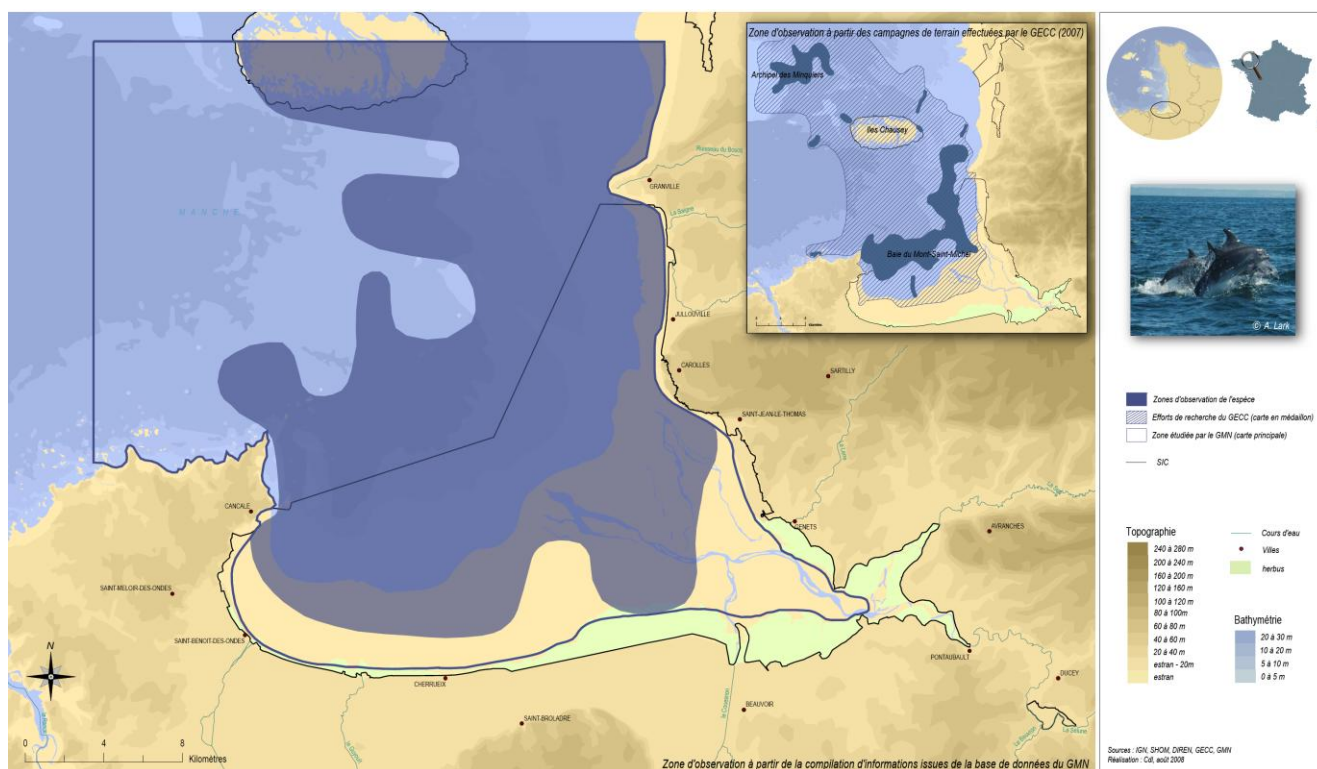 Zone d'observation à partir des campagnes de terrain effectuées par le GECC (2007)
Archipel des Minquiers
Iles Chausey
Baie du Mont-Saint-Michel
MANCHE
GRANVILLE
JULLOUVILLE
CAROLLES
SARTILLY
SAINT-JEAN-LE-THOMAS
CANCALE
GENETS
AVRANCHES
SAINT-MELOIR-DES-ONDES
SAINT-BENOIT-DES-ONDES
PONTAUBAULT
CHERRUEIX
DUCEY
BEAUVOIR
SAINT-BROLADRE
N
0 4 8
Kilomètres
Zone d'observation à partir de la compilation d'informations issues de la base de données du GMN
© A. Lark
Zones d'observation de l'espèce
Efforts de recherche du GECC (carte en médaillon)
Zone étudiée par le GMN (carte principale)
SIC
Topographie
240 à 280 m
200 à 240 m
160 à 200 m
120 à 160 m
100 à 120 m
80 à 100m
60 à 80 m
40 à 60 m
20 à 40 m
estran - 20m
estran
Cours d'eau
Villes
herbus
Bathymétrie
20 à 30 m
10 à 20 m
5 à 10 m
0 à 5 m
Sources : IGN, SHOM, DIREN, GECC, GMN
Réalisation : Cdl, août 2008